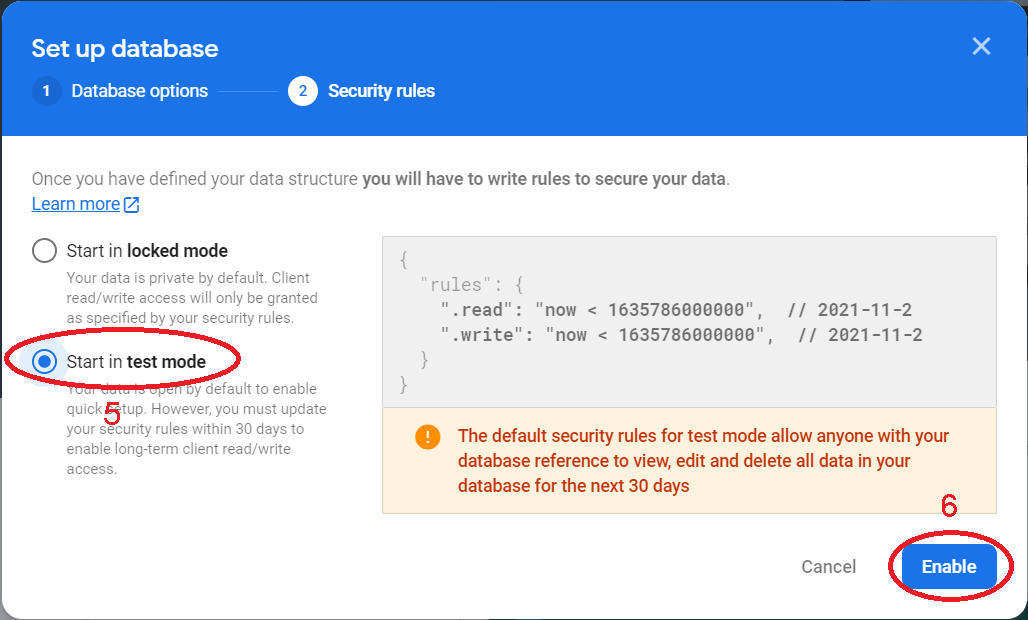 Set up database
1 Database options
2 Security rules
Once you have defined your data structure you will have to write rules to secure your data.
Learn more
Start in locked mode
Your data is private by default. Client
read/write access will only be granted
as specified by your security rules.
Start in test mode
Your data is open by default to enable
quick setup. However, you must update
your security rules within 30 days to
enable long-term client read/write
access.
5
{
"rules": {
".read": "now < 1635786000000", // 2021-11-2
".write": "now < 1635786000000", // 2021-11-2
}
}
! The default security rules for test mode allow anyone with your
database reference to view, edit and delete all data in your
database for the next 30 days
6
Cancel
Enable